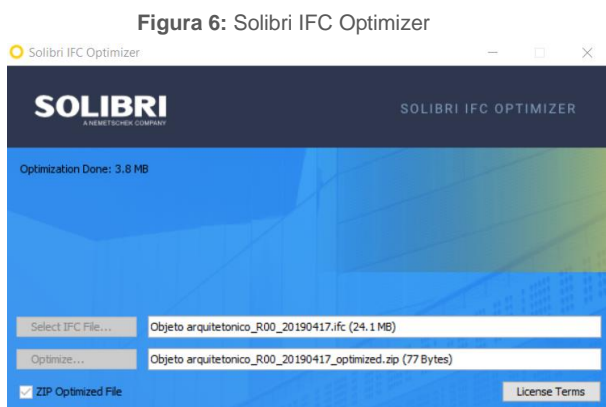 Figura 6: Solibri IFC Optimizer
Solibri IFC Optimizer
SOLIBRI
A NEMETSCHEK COMPANY
SOLIBRI IFC OPTIMIZER
Optimization Done: 3.8 MB
Select IFC File...
Objeto arquitetonico_R00_20190417.ifc (24.1 MB)
Optimize...
Objeto arquitetonico_R00_20190417_optimized.zip (77 Bytes)
ZIP Optimized File
License Terms